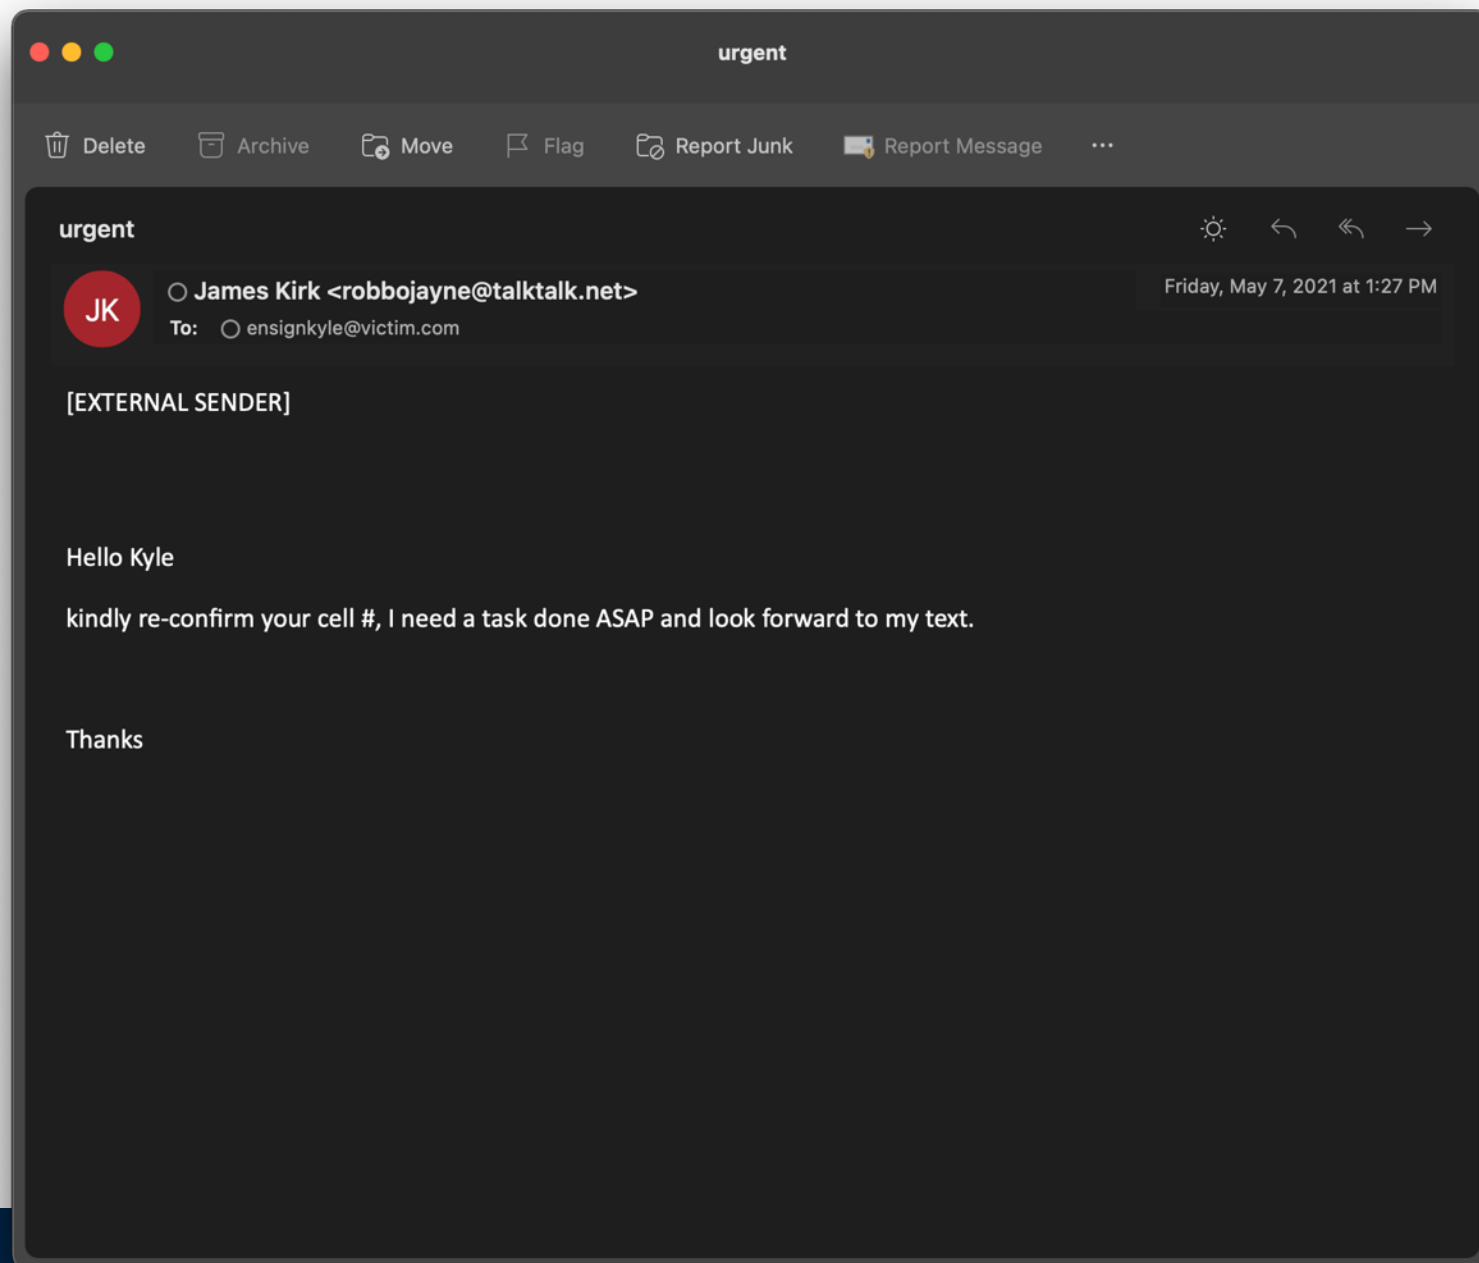 urgent
Delete Archive Move Flag Report Junk Report Message ...
urgent
JK
James Kirk <robbojayne@talktalk.net>
Friday, May 7, 2021 at 1:27 PM
To: ensignkyle@victim.com
[EXTERNAL SENDER]
Hello Kyle
kindly re-confirm your cell #, I need a task done ASAP and look forward to my text.
Thanks